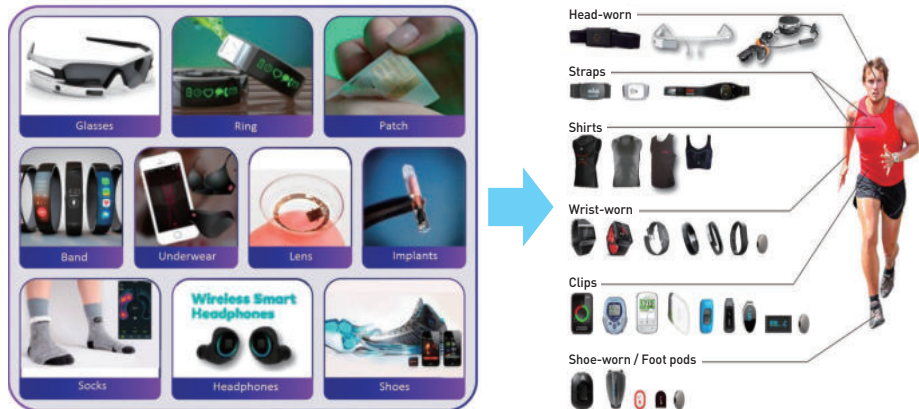 Glasses
Ring
Patch
Band
Underwear
Lens
Implants
Wireless Smart
Headphones
Socks
Headphones
Shoes
Head-worn
Straps
Shirts
Wrist-worn
Clips
Shoe-worn / Foot pods